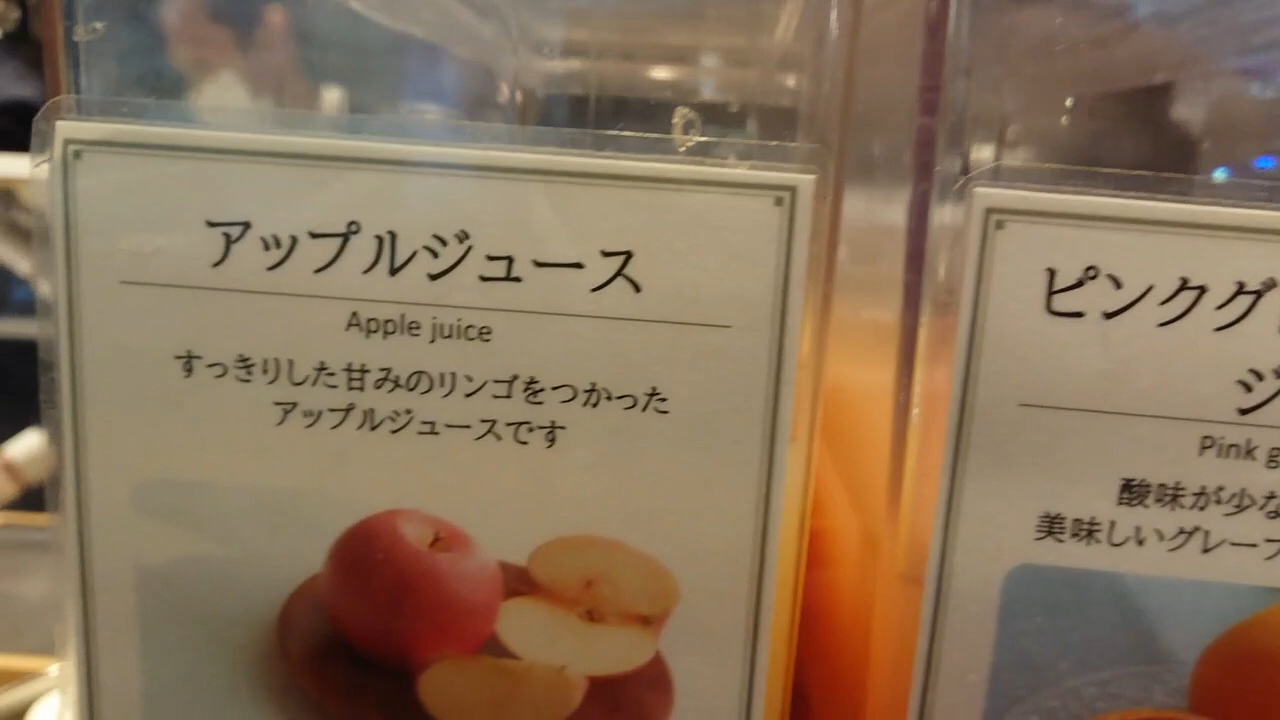 アップルジュース
Apple juice
すっきりした甘みのリンゴをつかった
アップルジュースです
ピンクグ
ジ
Pink g
酸味が少な
美味しいグレープ